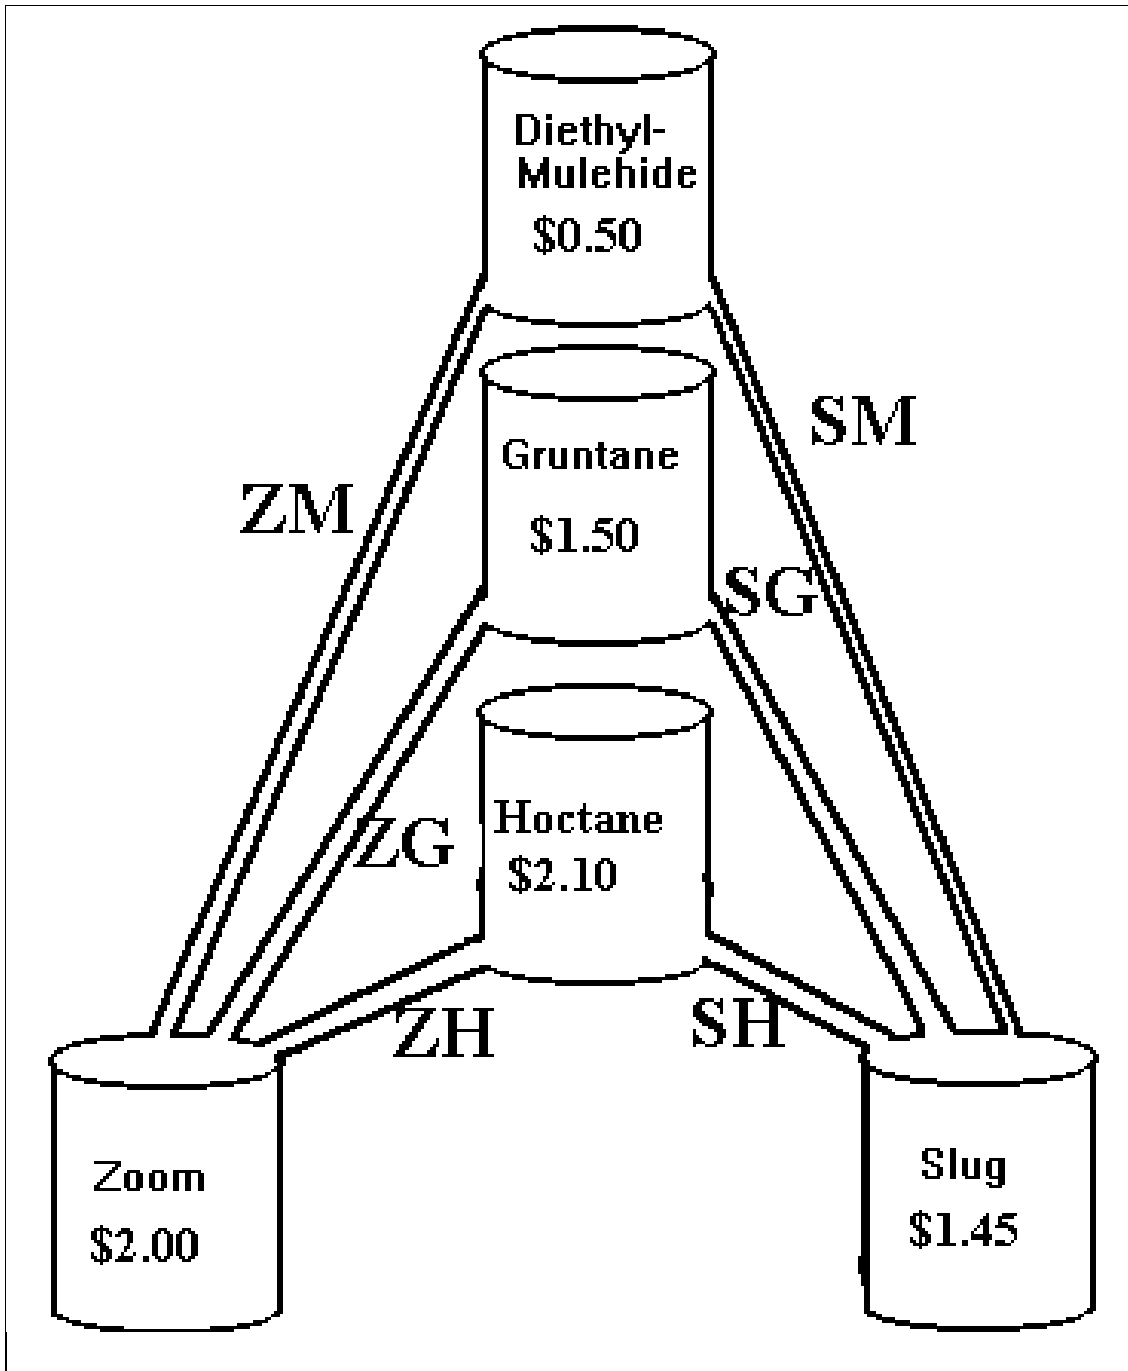 Diethyl-
Mulehide
$0.50
SM
Gruntane
ZM
$1.50
SG
Hoctane
ZG
$2.10
ZH
SH
Zoom
$2.00
Slug
$1.45